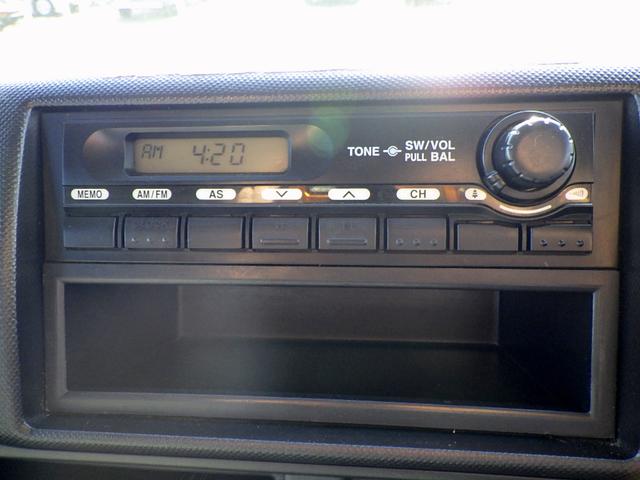 AM 4:20
TONE SW/VOL
PULL BAL
MEMO AM/FM AS CH